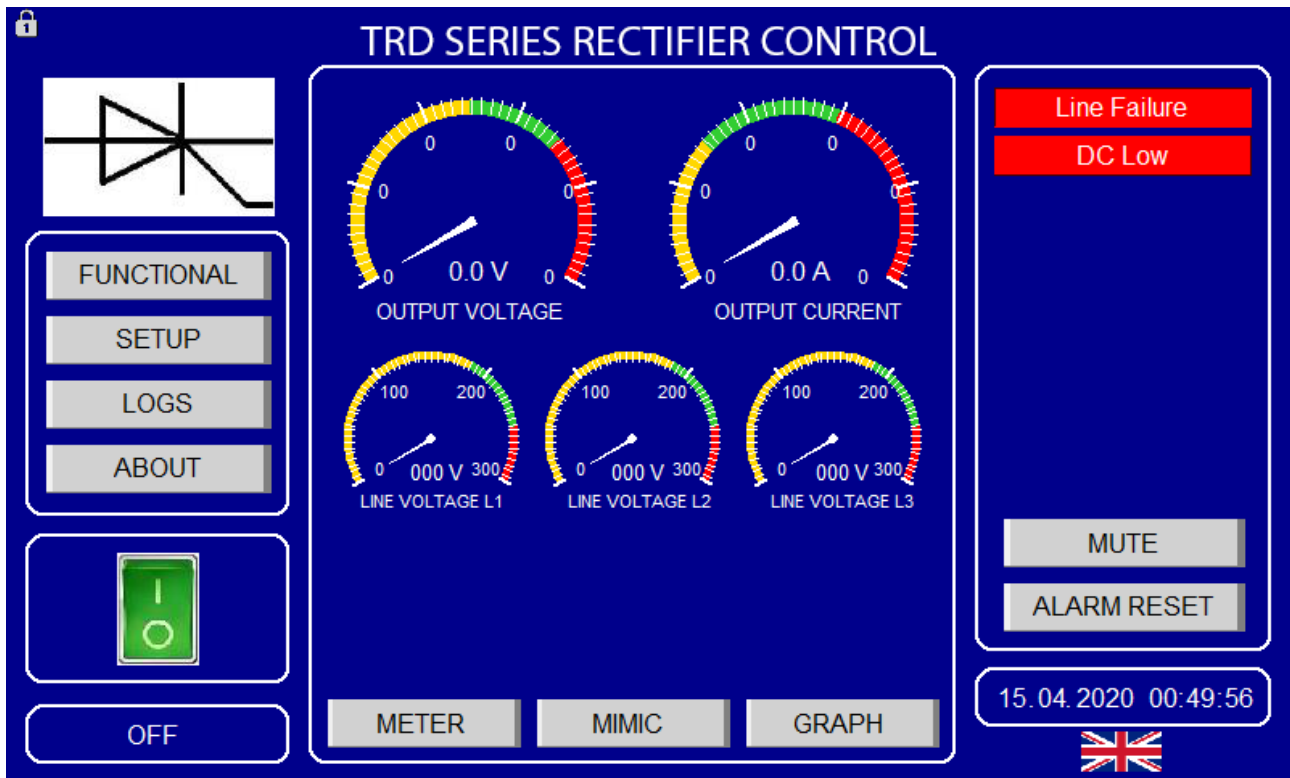 1
TRD SERIES RECTIFIER CONTROL
FUNCTIONAL
SETUP
LOGS
ABOUT
I
O
OFF
0 0
0 0
0 0.0 V 0
OUTPUT VOLTAGE
0 0
0 0
0 0.0 A 0
OUTPUT CURRENT
100 200
0 000 V 300
LINE VOLTAGE L1
100 200
0 000 V 300
LINE VOLTAGE L2
100 200
0 000 V 300
LINE VOLTAGE L3
METER
MIMIC
GRAPH
Line Failure
DC Low
MUTE
ALARM RESET
15.04.2020 00:49:56